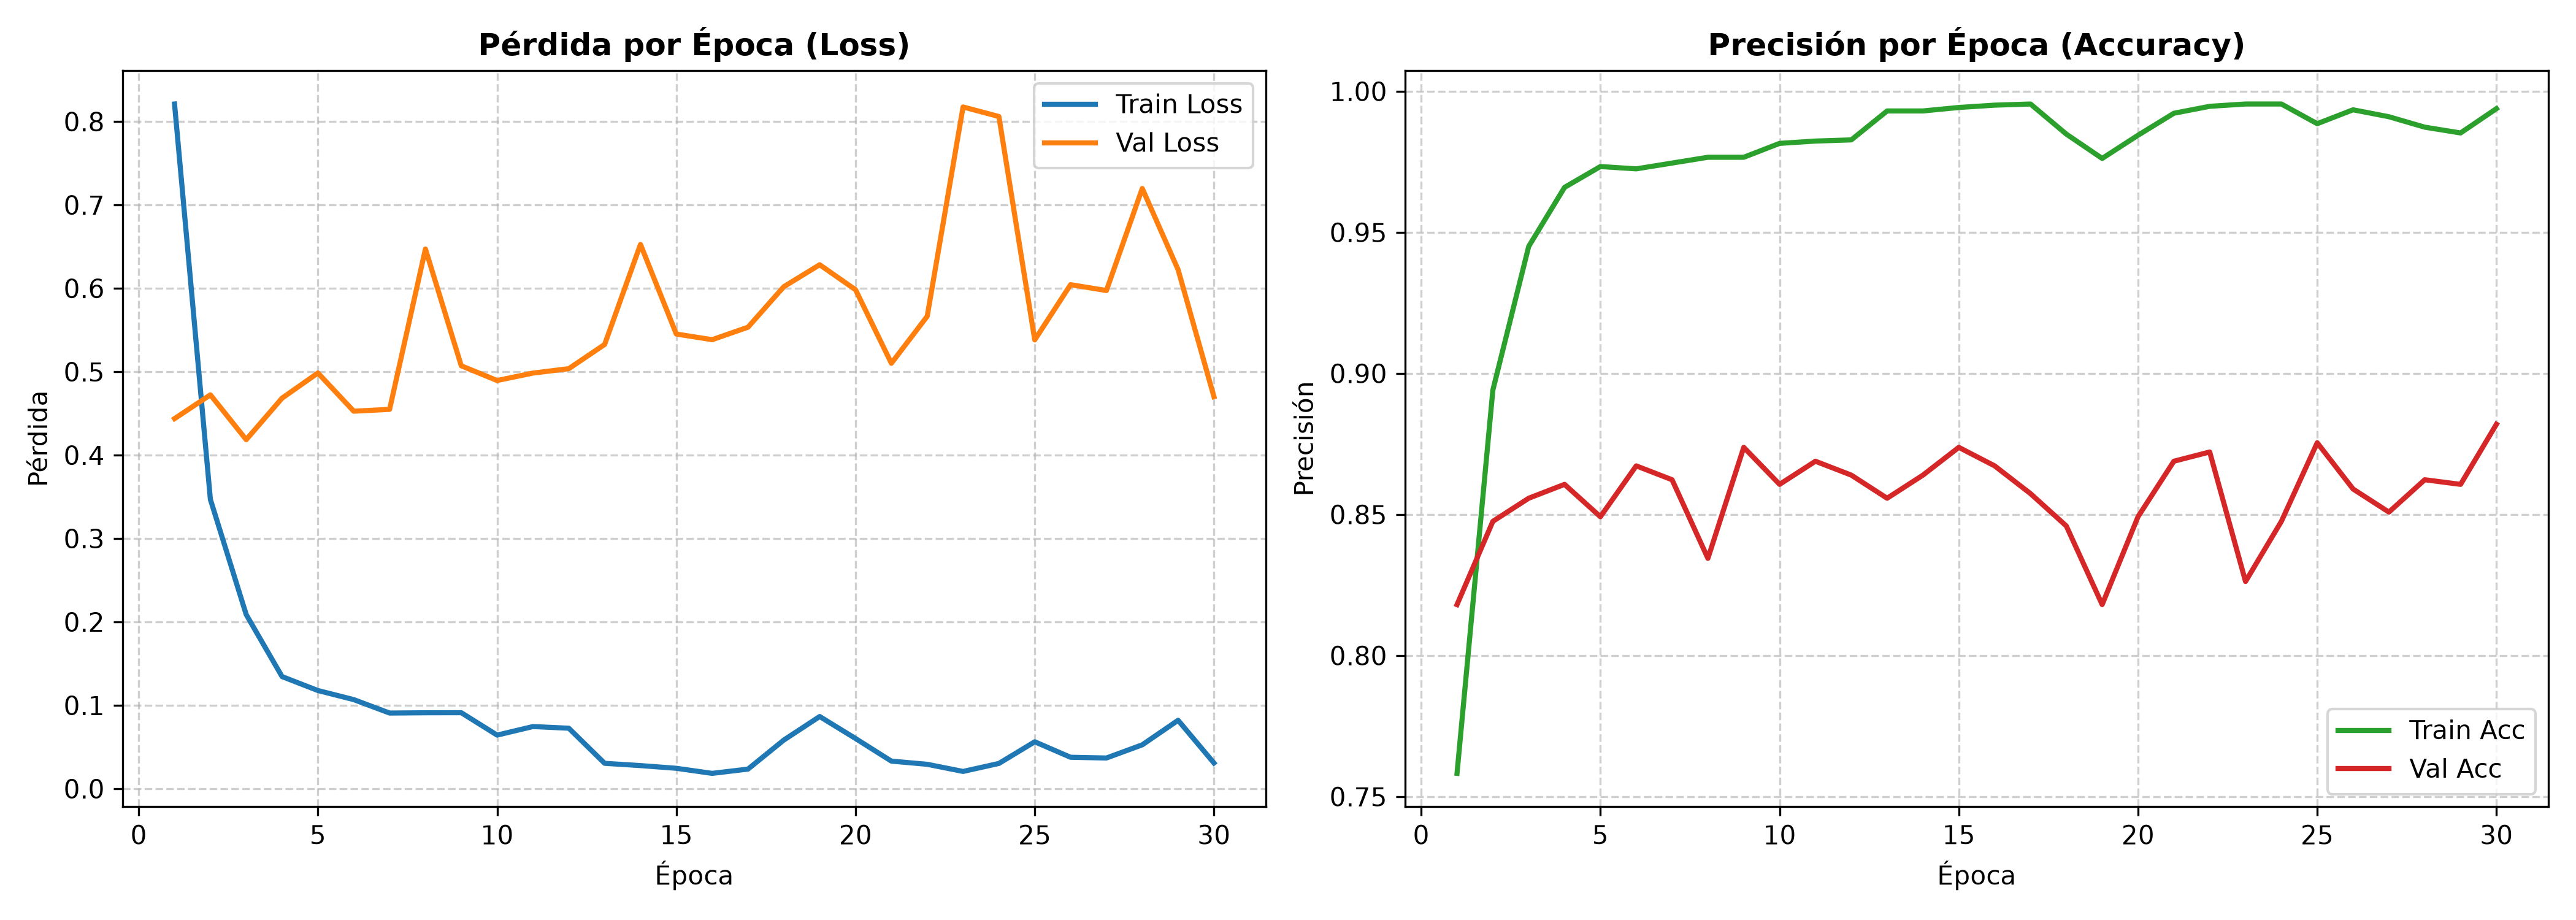 Pérdida por Época (Loss)
Pérdida
0.8
0.7
0.6
0.5
0.4
0.3
0.2
0.1
0.0
Train Loss
Val Loss
0 5 10 15 20 25 30
Época
Precisión por Época (Accuracy)
Precisión
1.00
0.95
0.90
0.85
0.80
0.75
Train Acc
Val Acc
0 5 10 15 20 25 30
Época